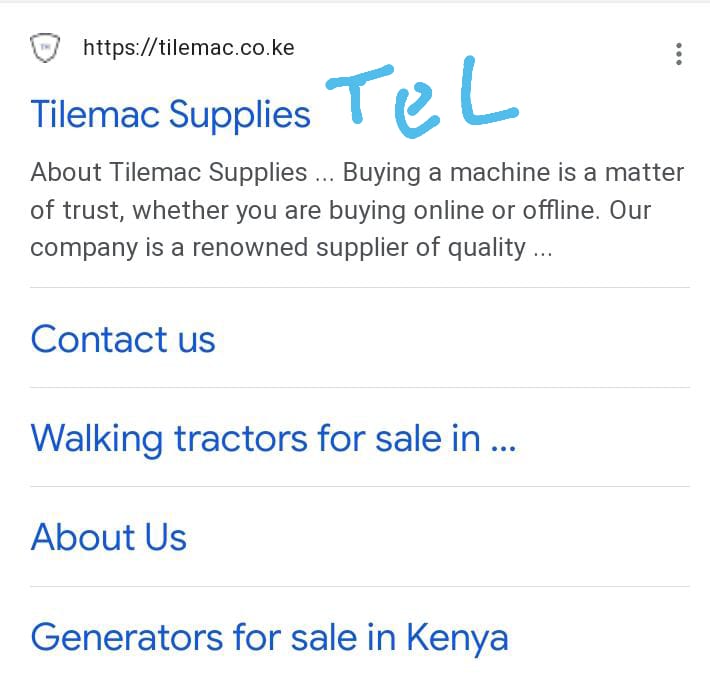 https://tilemac.co.ke
Tilemac Supplies TeL
About Tilemac Supplies ... Buying a machine is a matter
of trust, whether you are buying online or offline. Our
company is a renowned supplier of quality ...
Contact us
Walking tractors for sale in ...
About Us
Generators for sale in Kenya